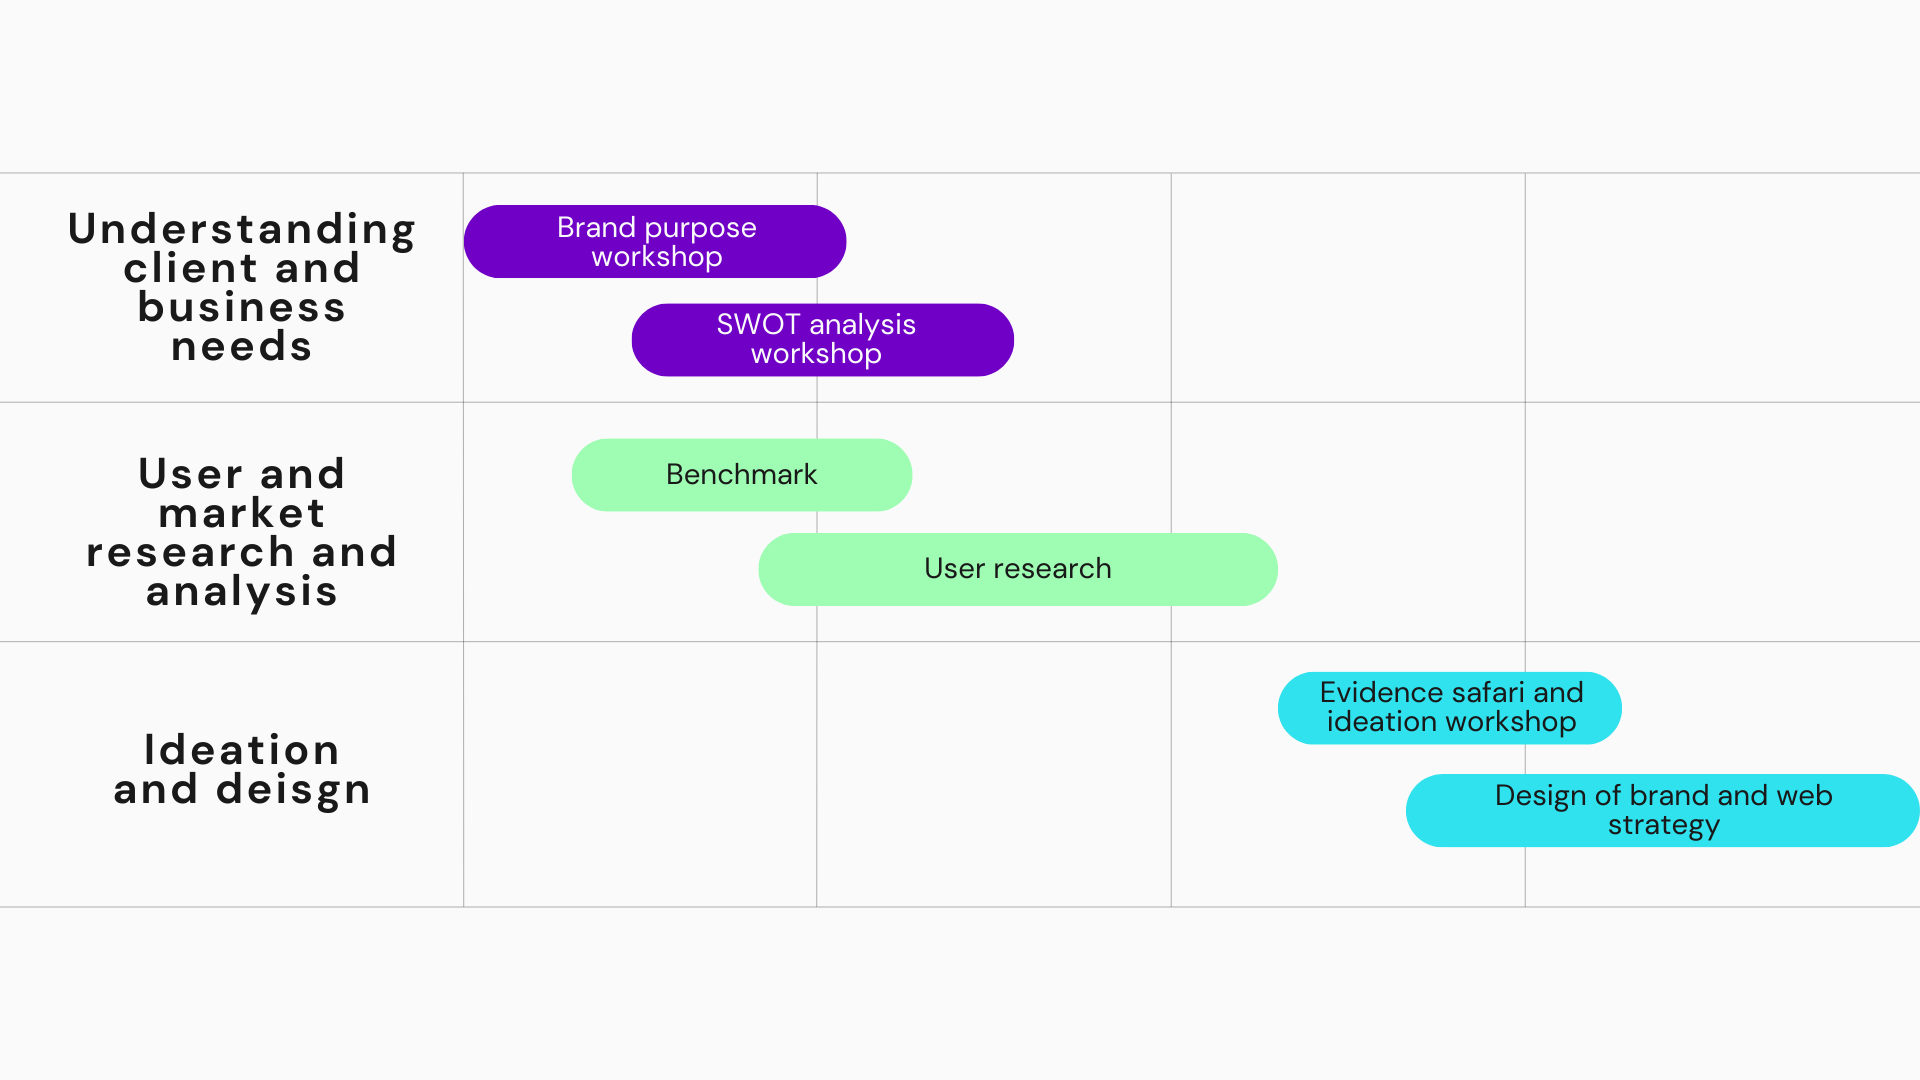 Understanding
client and
business
needs
Brand purpose
workshop
SWOT analysis
workshop
User and
market
research and
analysis
Benchmark
User research
Ideation
and deisgn
Evidence safari and
ideation workshop
Design of brand and web
strategy